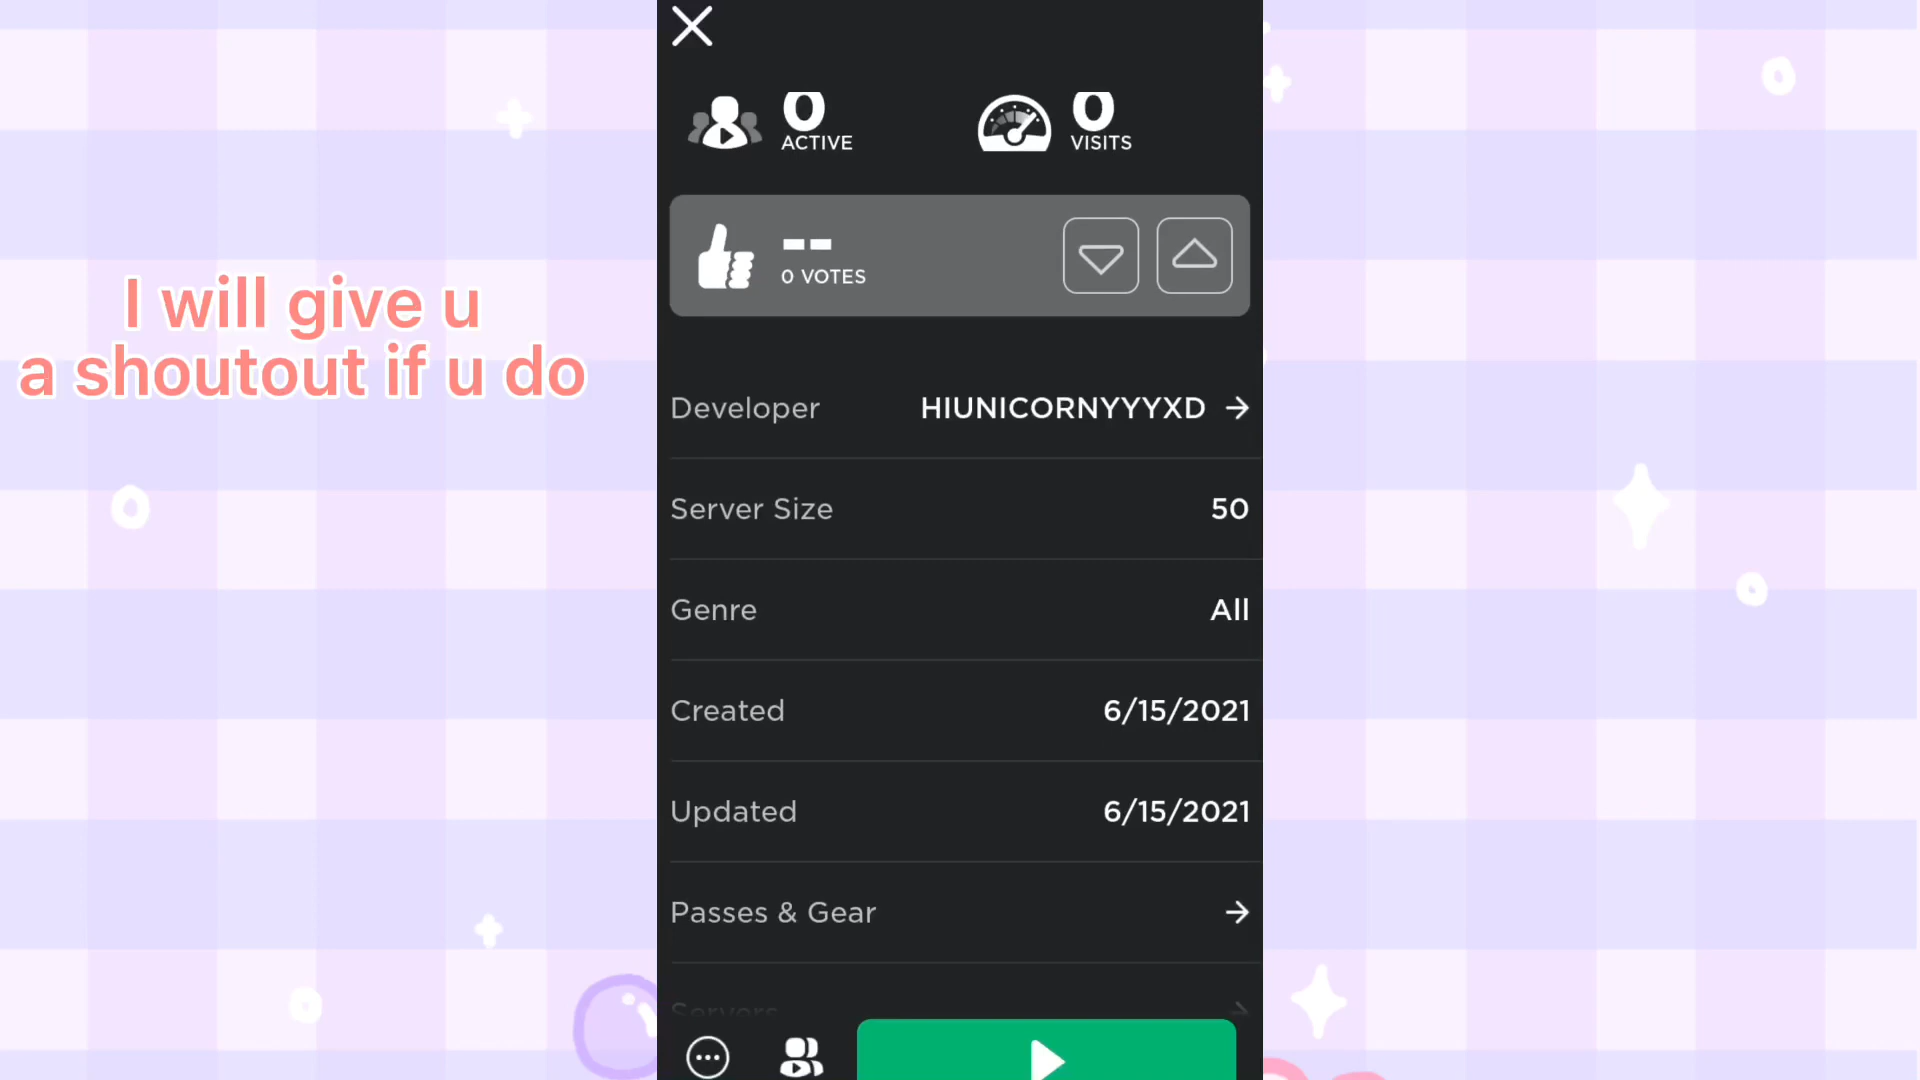 I will give u
a shoutout if u do
0
ACTIVE
0
VISITS
--
0 VOTES
Developer HIUNICORNYYYXD
Server Size 50
Genre All
Created 6/15/2021
Updated 6/15/2021
Passes & Gear
Servers